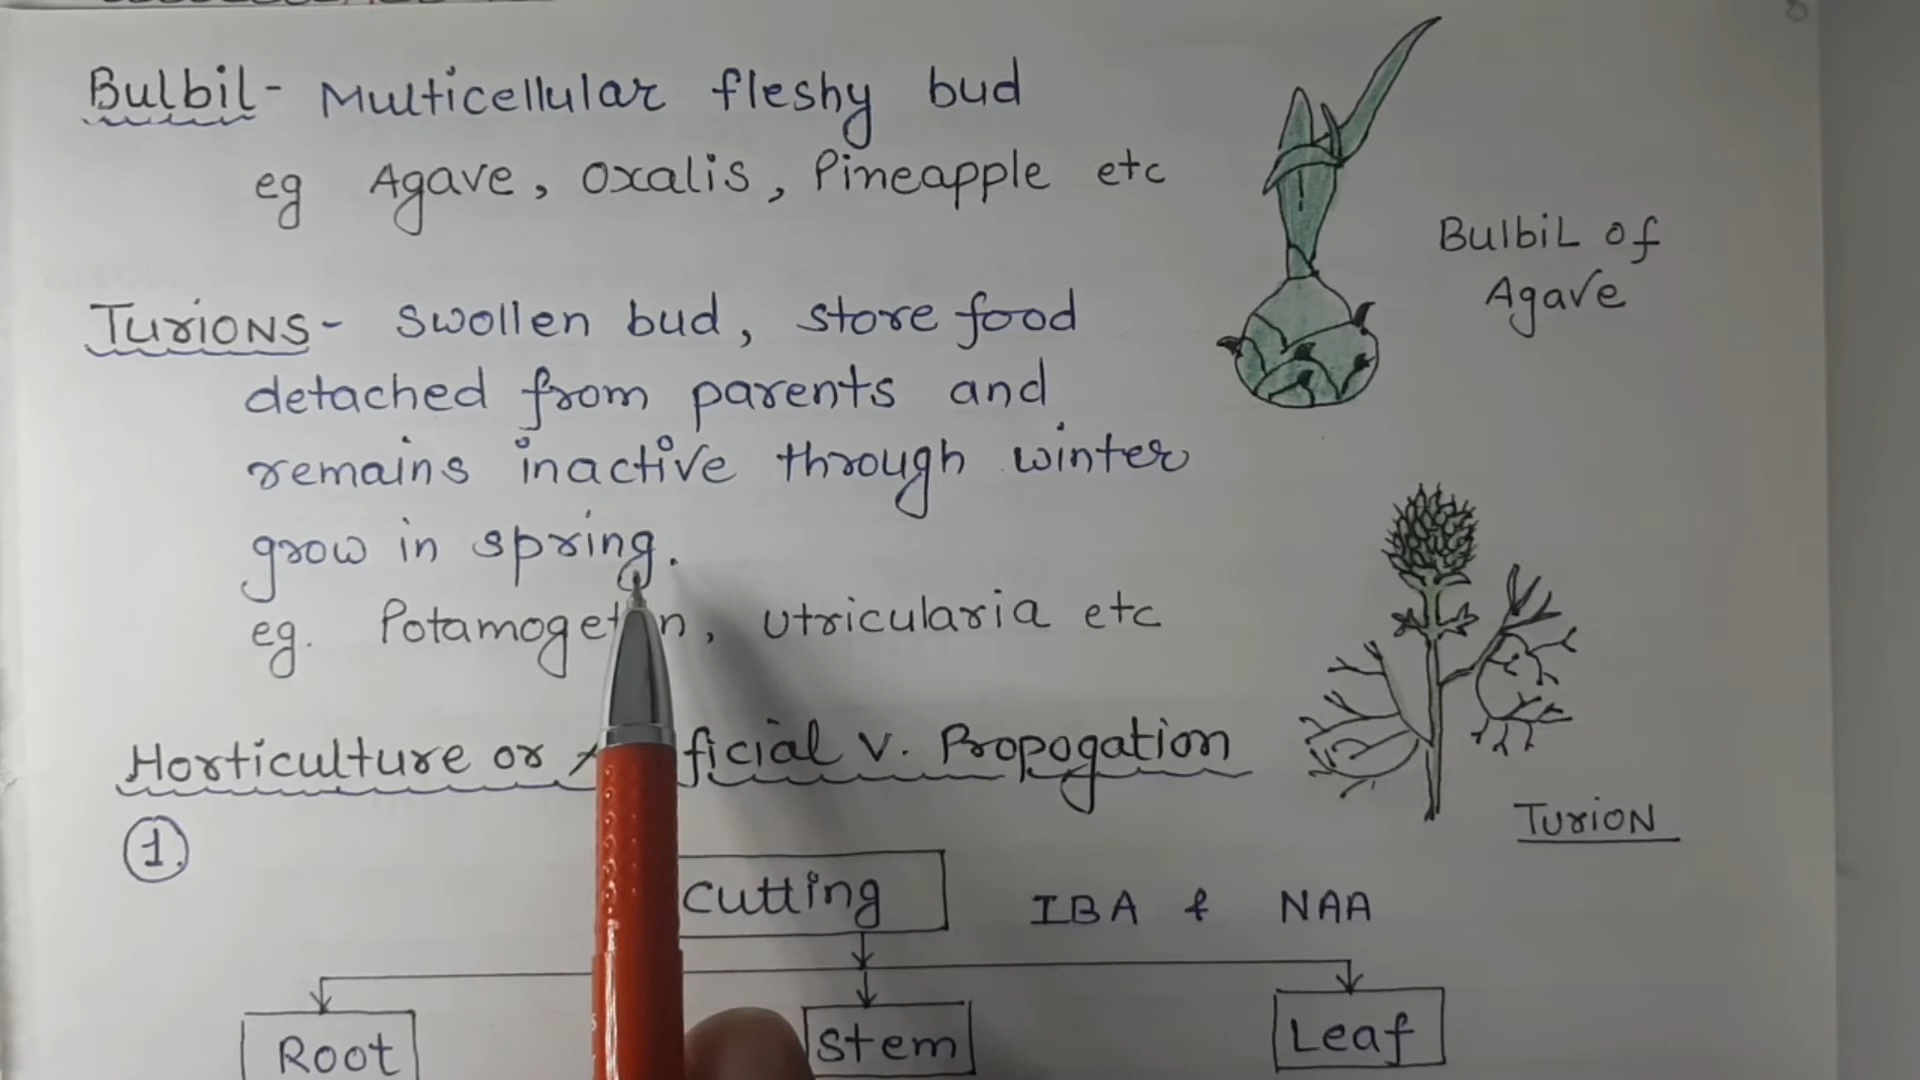 Bulbil- Multicellular fleshy bud
eg Agave, Oxalis, Pineapple etc
Bulbil of
Agave
Turions- Swollen bud, store food
detached from parents and
remains inactive through winter
grow in spring.
eg. Potamogeton, Utricularia etc
Horticulture or ficial V. Propogation
Turion
1.
cutting IBA & NAA
Root Stem Leaf